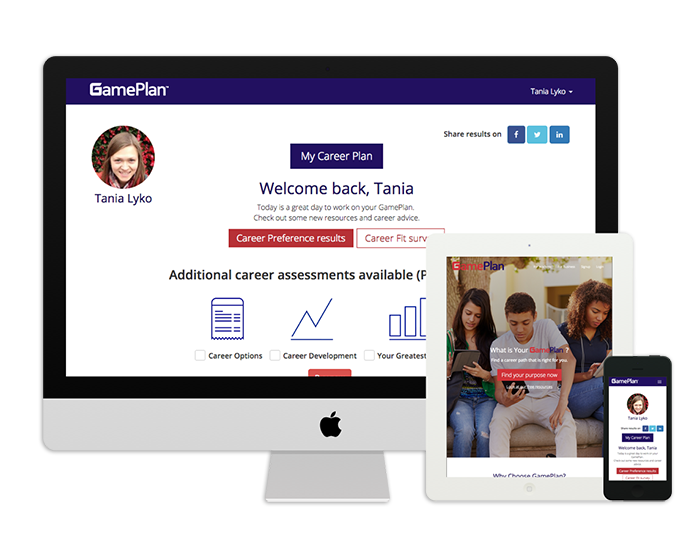 GamePlan™
Tania Lyko
Share results on
Tania Lyko
My Career Plan
Welcome back, Tania
Today is a great day to work on your GamePlan.
Check out some new resources and career advice.
Career Preference results
Career Fit surv
Additional career assessments available (P
Career Options
Career Development
Your Greatest
GamePlan
What is Your GamePlan?
Find a career path that is right for you.
Find your purpose now
Why Choose GamePlan?
GamePlan
Tania Lyko
Share results on
My Career Plan
Welcome back, Tania
Career Preference results
Career Fit survey